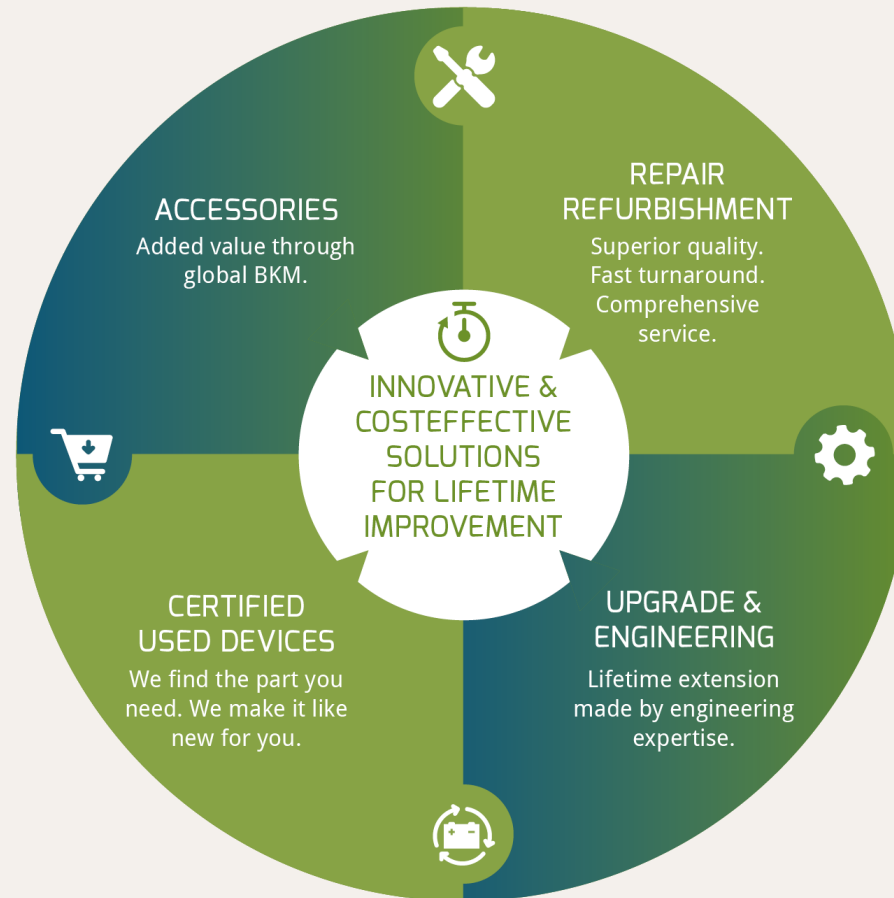 ACCESSORIES
Added value through
global BKM.
REPAIR
REFURBISHMENT
Superior quality.
Fast turnaround.
Comprehensive
service.
INNOVATIVE &
COSTEFFECTIVE
SOLUTIONS
FOR LIFETIME
IMPROVEMENT
CERTIFIED
USED DEVICES
We find the part you
need. We make it like
new for you.
UPGRADE &
ENGINEERING
Lifetime extension
made by engineering
expertise.